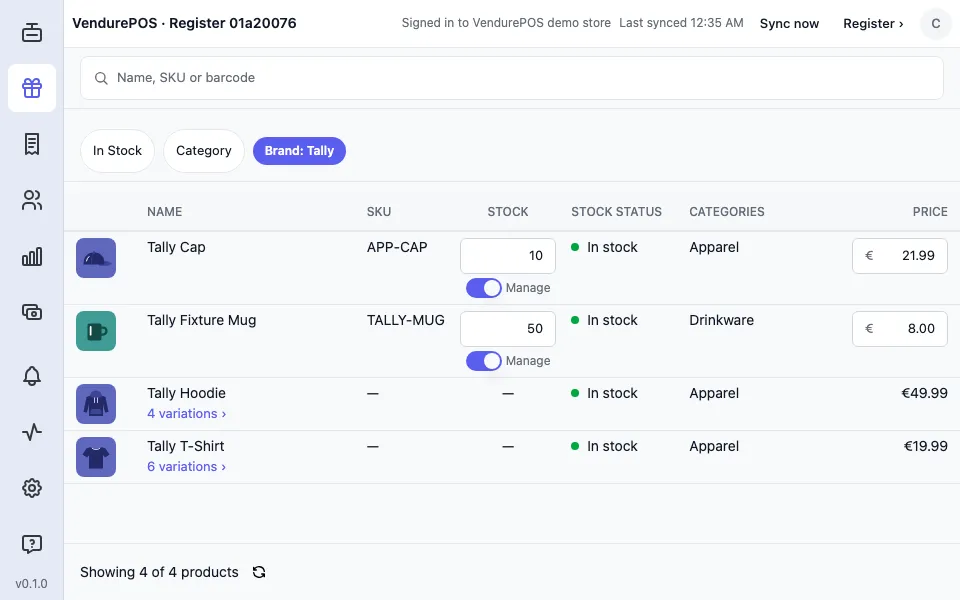 VendurePOS · Register 01a20076
Signed in to VendurePOS demo store Last synced 12:35 AM Sync now Register › C
Name, SKU or barcode
In Stock Category Brand: Tally
NAME SKU STOCK STOCK STATUS CATEGORIES PRICE
Tally Cap APP-CAP 10 In stock Apparel € 21.99
Manage
Tally Fixture Mug TALLY-MUG 50 In stock Drinkware € 8.00
Manage
Tally Hoodie — — In stock Apparel €49.99
4 variations ›
Tally T-Shirt — — In stock Apparel €19.99
6 variations ›
Showing 4 of 4 products
v0.1.0